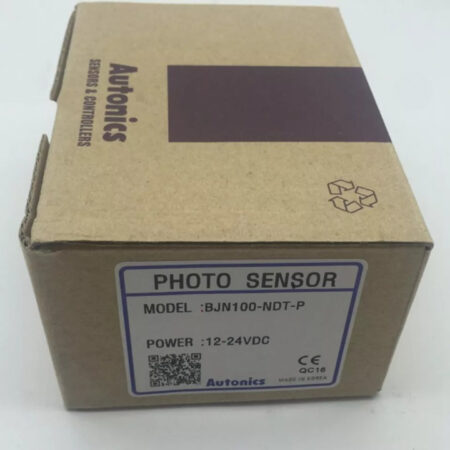 Autonics
SENSORS & CONTROLLERS
PHOTO SENSOR
MODEL :BJN100-NDT-P
POWER :12-24VDC
CE
QC16
Autonics
MADE IN KOREA